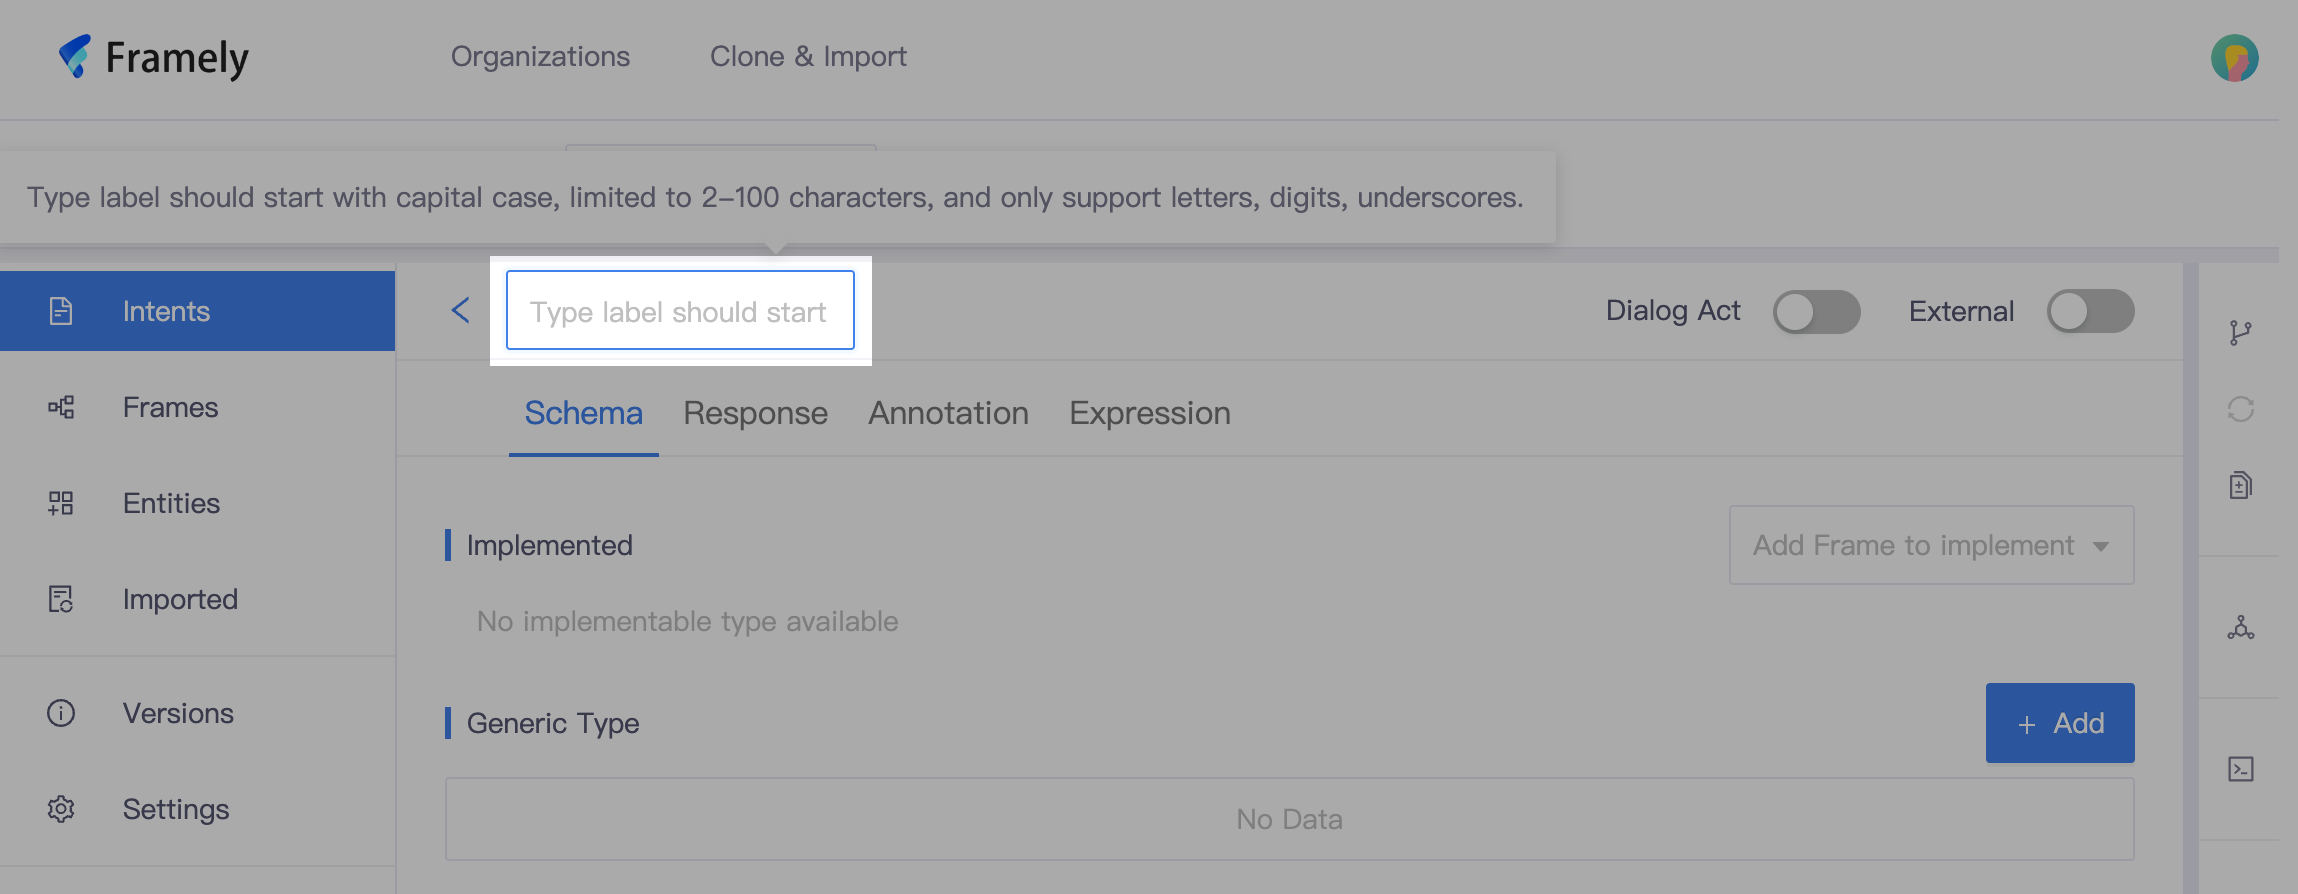 Framely
Organizations
Clone & Import
Type label should start with capital case, limited to 2-100 characters, and only support letters, digits, underscores.
Intents
Type label should start
Dialog Act
External
Frames
Schema
Response
Annotation
Expression
Entities
Implemented
Add Frame to implement
Imported
No implementable type available
Versions
Generic Type
+ Add
Settings
No Data